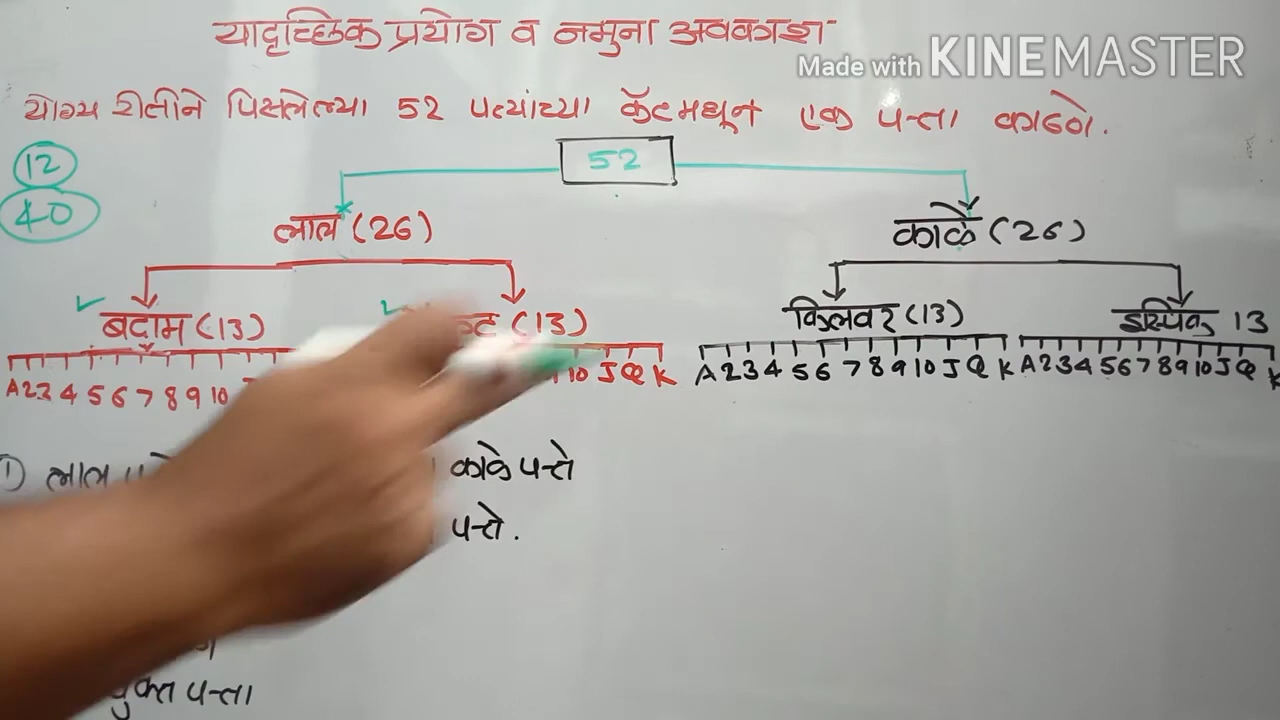 यादृच्छिक प्रयोग व नमुना अवकाश
Made with KINEMASTER
योग्य रीतीने पिसलेल्या 52 पत्यांच्या कॅटमधून एक पत्ता काढणे.
12
52
40
लाल (26) काळे (26)
बदाम (13) (13) किलवर (13) इस्पिक 13
A 2 3 4 5 6 7 8 9 10 10 J Q K A 2 3 4 5 6 7 8 9 10 J Q K A 2 3 4 5 6 7 8 9 10 J Q K
1) लाल काळे पत्ते
पत्ते.
पत्ता